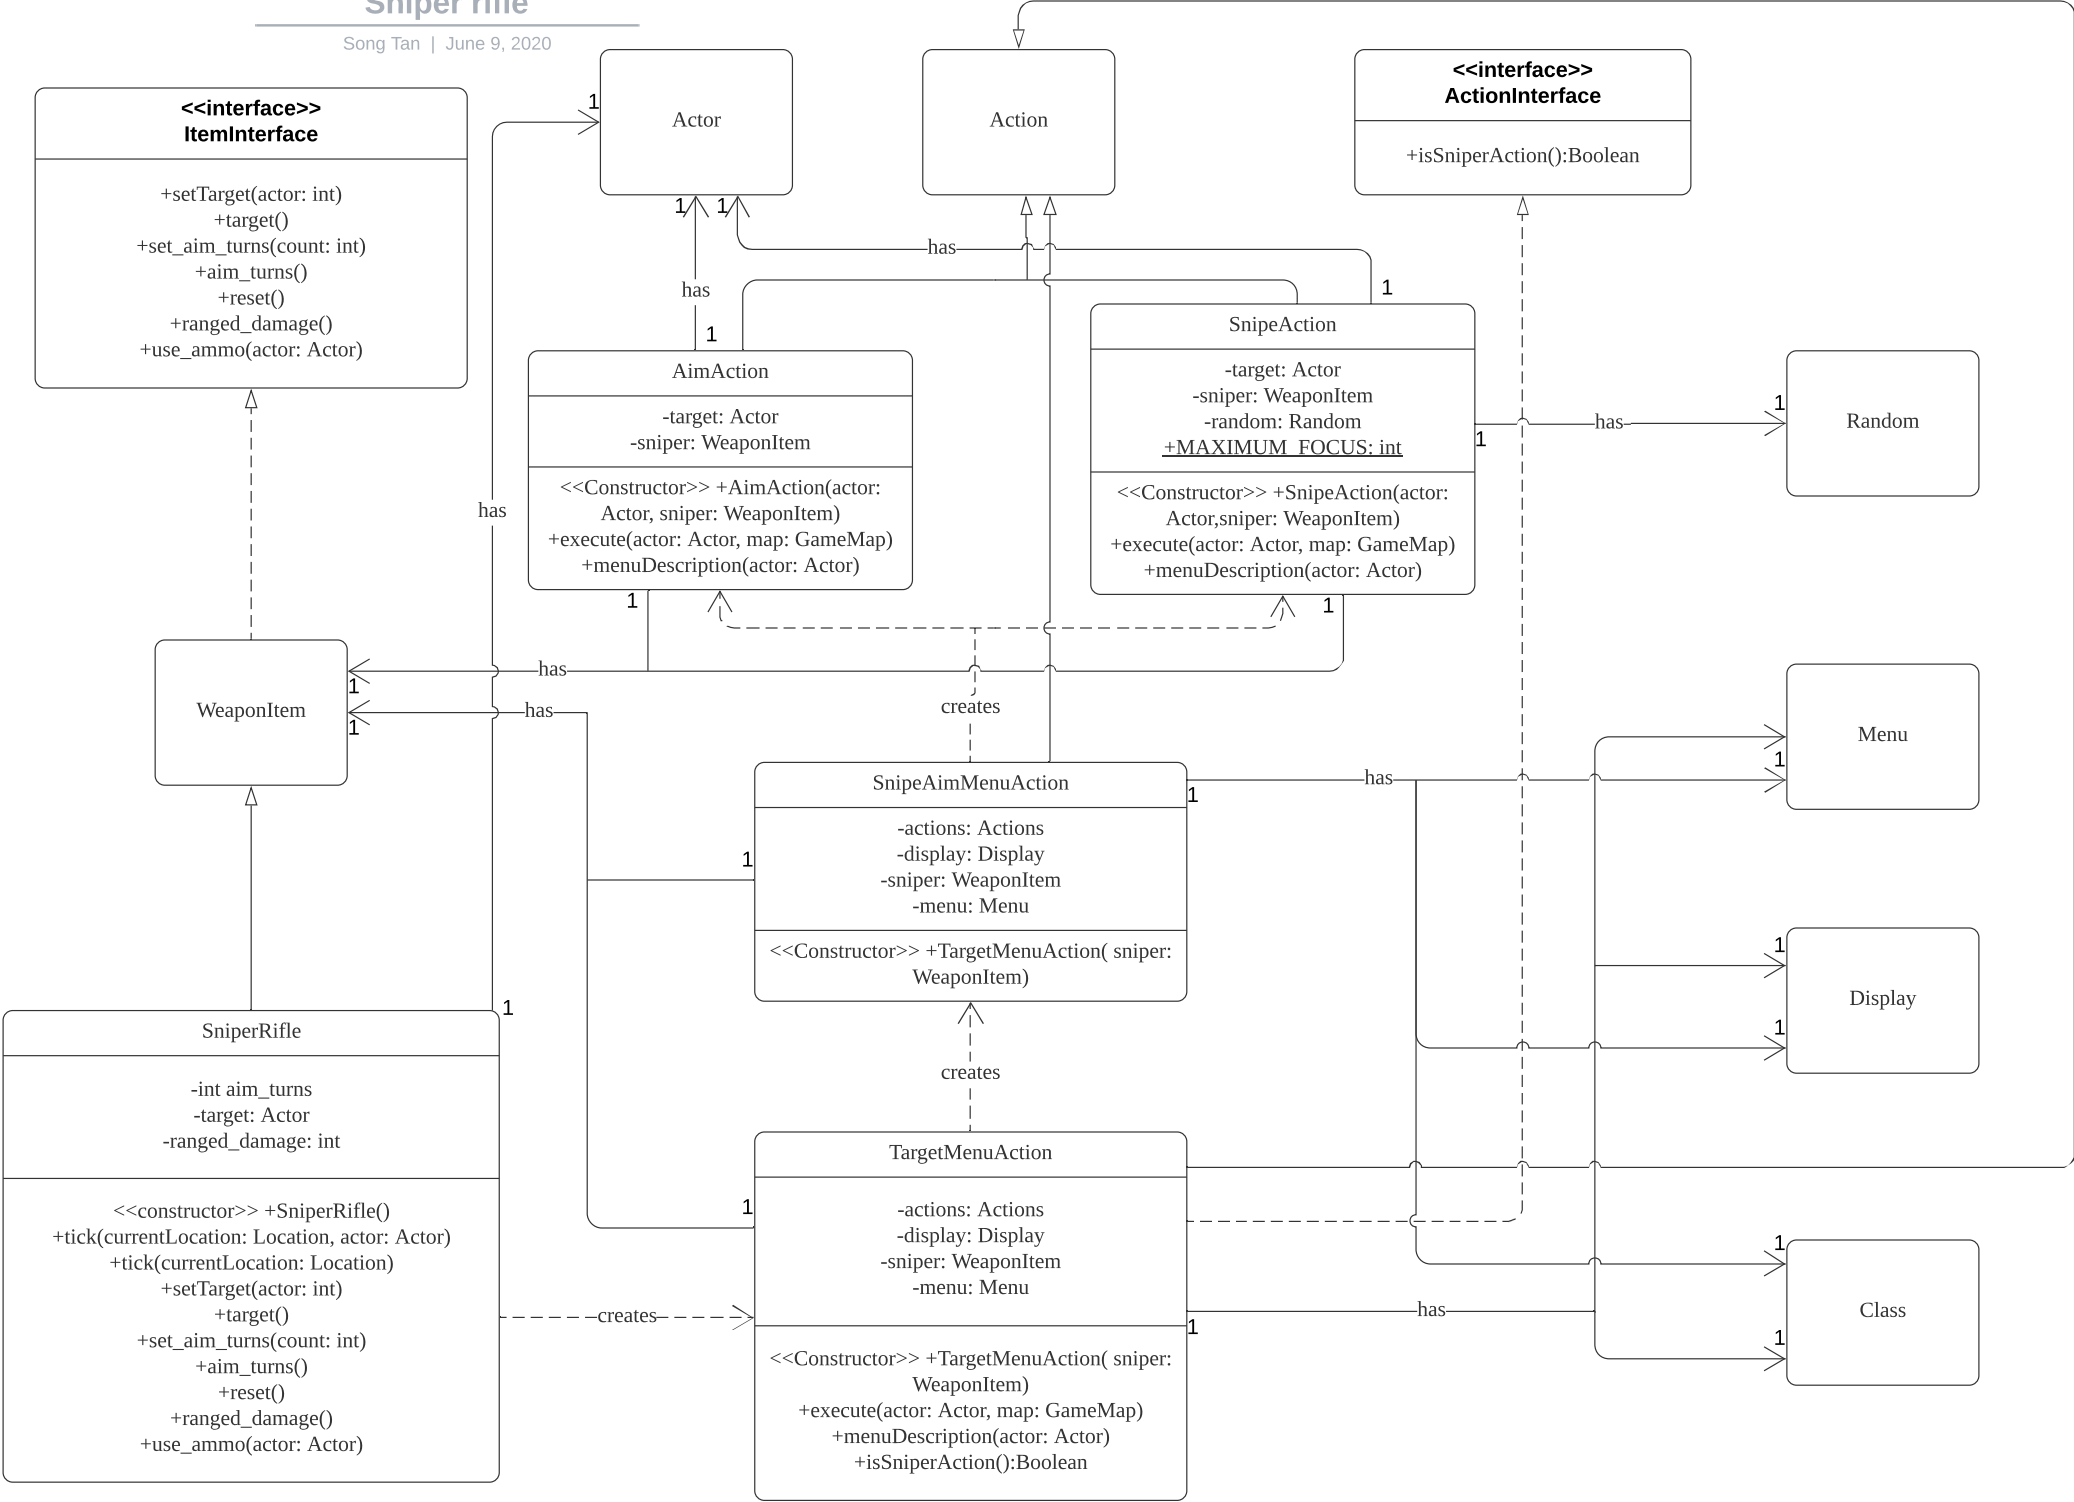 Sniper rifle
Song Tan | June 9, 2020
<<interface>>
ItemInterface
+setTarget(actor: int)
+target()
+set_aim_turns(count: int)
+aim_turns()
+reset()
+ranged_damage()
+use_ammo(actor: Actor)
Actor
Action
<<interface>>
ActionInterface
+isSniperAction():Boolean
1
1
1
has
has
1
1
AimAction
-target: Actor
-sniper: WeaponItem
<<Constructor>> +AimAction(actor:
Actor, sniper: WeaponItem)
+execute(actor: Actor, map: GameMap)
+menuDescription(actor: Actor)
SnipeAction
-target: Actor
-sniper: WeaponItem
-random: Random
+MAXIMUM_FOCUS: int
<<Constructor>> +SnipeAction(actor:
Actor,sniper: WeaponItem)
+execute(actor: Actor, map: GameMap)
+menuDescription(actor: Actor)
1
has
1
Random
has
1
1
WeaponItem
has
1
has
1
creates
Menu
1
SnipeAimMenuAction
-actions: Actions
-display: Display
-sniper: WeaponItem
-menu: Menu
<<Constructor>> +TargetMenuAction( sniper:
WeaponItem)
1
1
has
Display
1
1
creates
SniperRifle
1
-int aim_turns
-target: Actor
-ranged_damage: int
<<constructor>> +SniperRifle()
+tick(currentLocation: Location, actor: Actor)
+tick(currentLocation: Location)
+setTarget(actor: int)
+target()
+set_aim_turns(count: int)
+aim_turns()
+reset()
+ranged_damage()
+use_ammo(actor: Actor)
creates
TargetMenuAction
-actions: Actions
-display: Display
-sniper: WeaponItem
-menu: Menu
<<Constructor>> +TargetMenuAction( sniper:
WeaponItem)
+execute(actor: Actor, map: GameMap)
+menuDescription(actor: Actor)
+isSniperAction():Boolean
1
1
has
1
1
Class